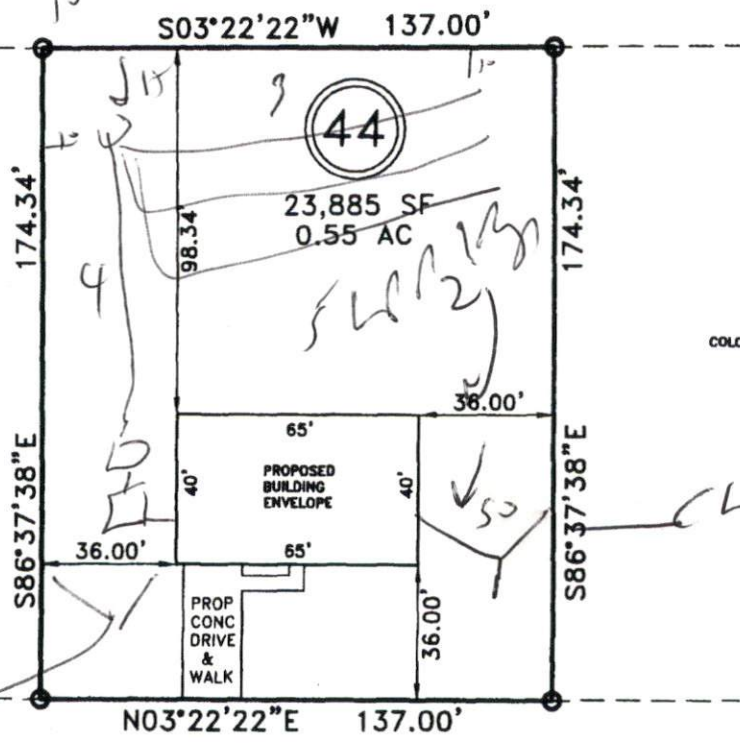 S03°22'22"W 137.00'
44
174.34'
98.34'
23,885 SF
0.55 AC
174.34'
4
COLO
36.00'
65'
40'
PROPOSED
BUILDING
ENVELOPE
40'
50
S86°37'38"E
S86°37'38"E
36.00'
65'
PROP
CONC
DRIVE
&
WALK
36.00'
N03°22'22"E 137.00'